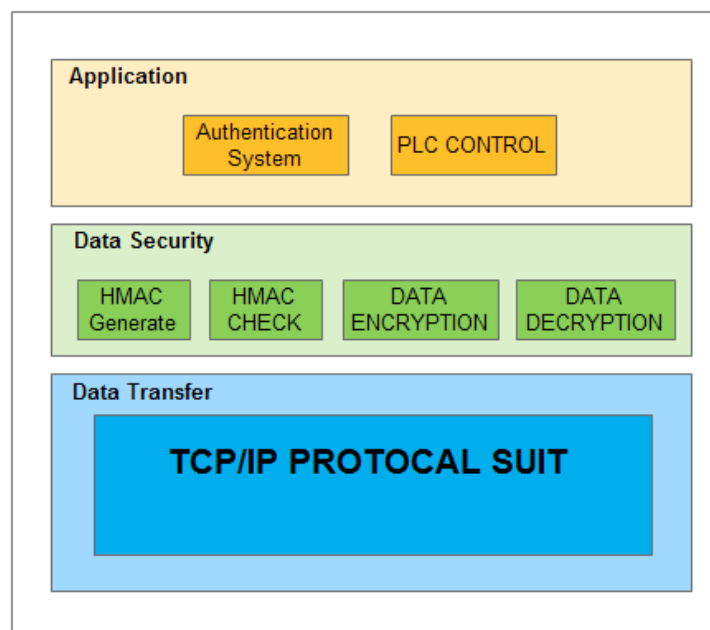 Application
Authentication
System
PLC CONTROL
Data Security
HMAC
Generate
HMAC
CHECK
DATA
ENCRYPTION
DATA
DECRYPTION
Data Transfer
TCP/IP PROTOCAL SUIT